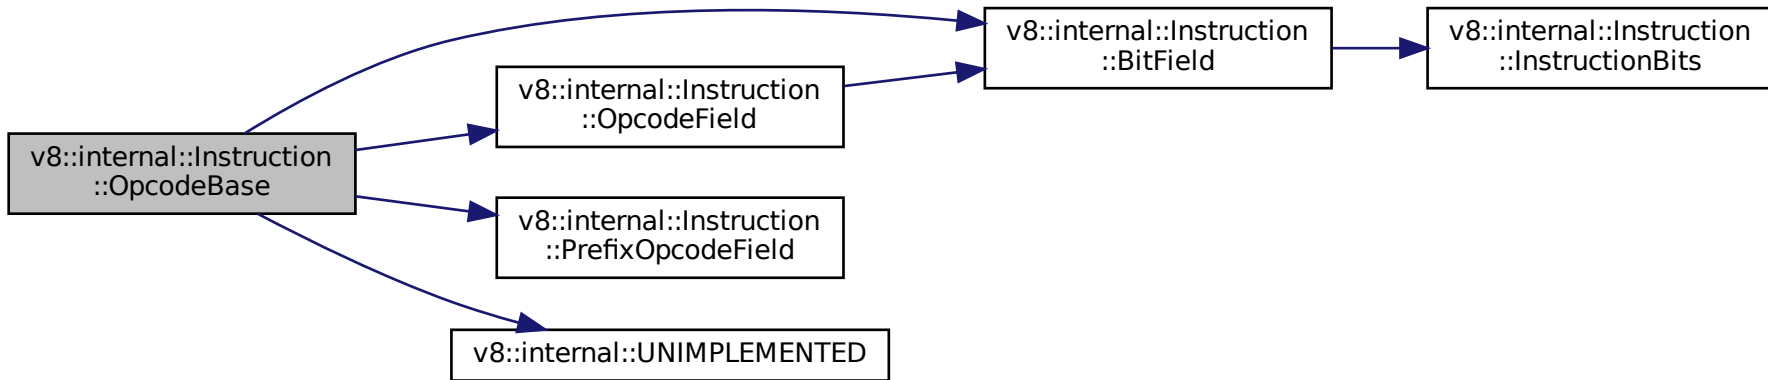 v8::internal::Instruction
::OpcodeBase
v8::internal::Instruction
::OpcodeField
v8::internal::Instruction
::PrefixOpcodeField
v8::internal::UNIMPLEMENTED
v8::internal::Instruction
::BitField
v8::internal::Instruction
::InstructionBits